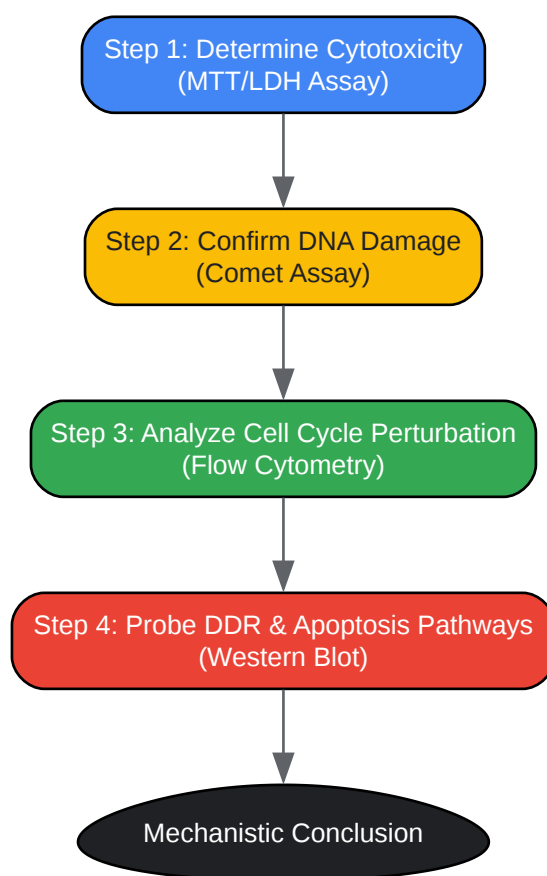 Step 1: Determine Cytotoxicity
(MTT/LDH Assay)
Step 2: Confirm DNA Damage
(Comet Assay)
Step 3: Analyze Cell Cycle Perturbation
(Flow Cytometry)
Step 4: Probe DDR & Apoptosis Pathways
(Western Blot)
Mechanistic Conclusion